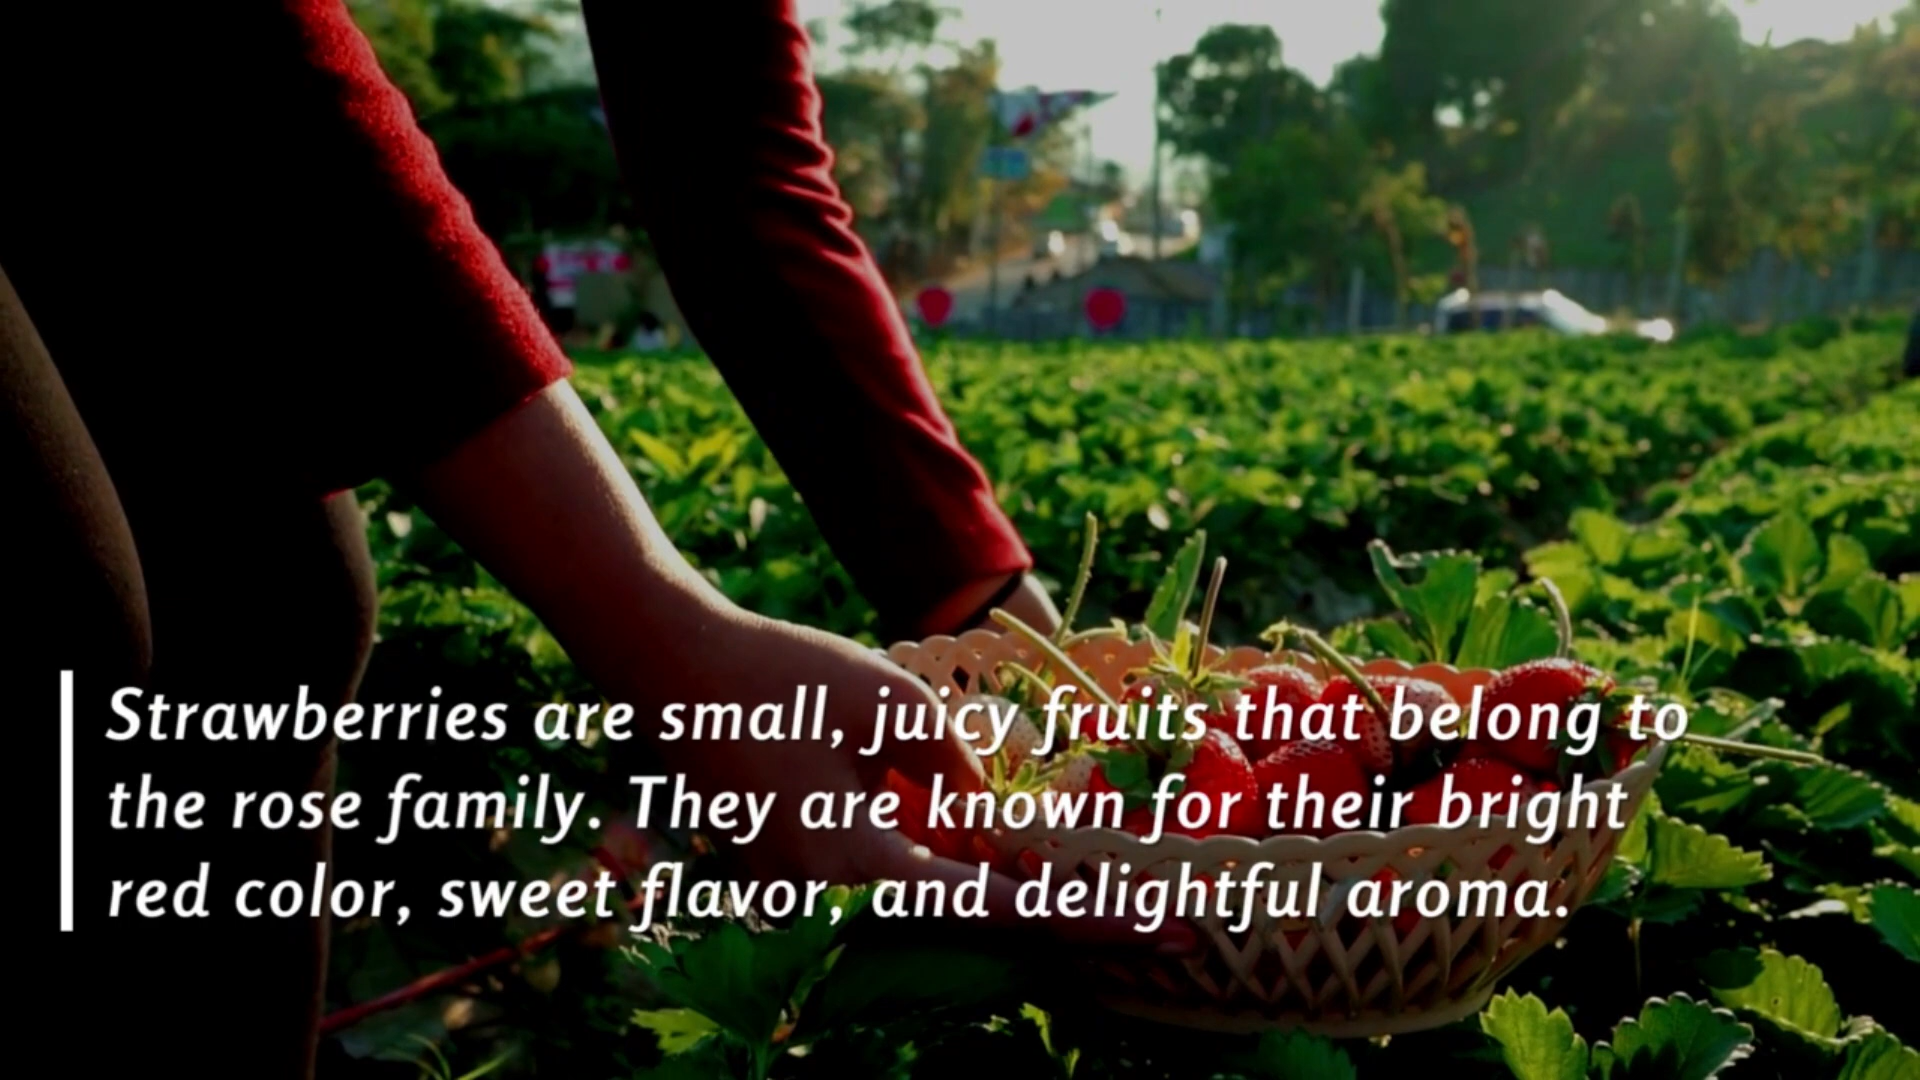 Strawberries are small, juicy fruits that belong to
the rose family. They are known for their bright
red color, sweet flavor, and delightful aroma.